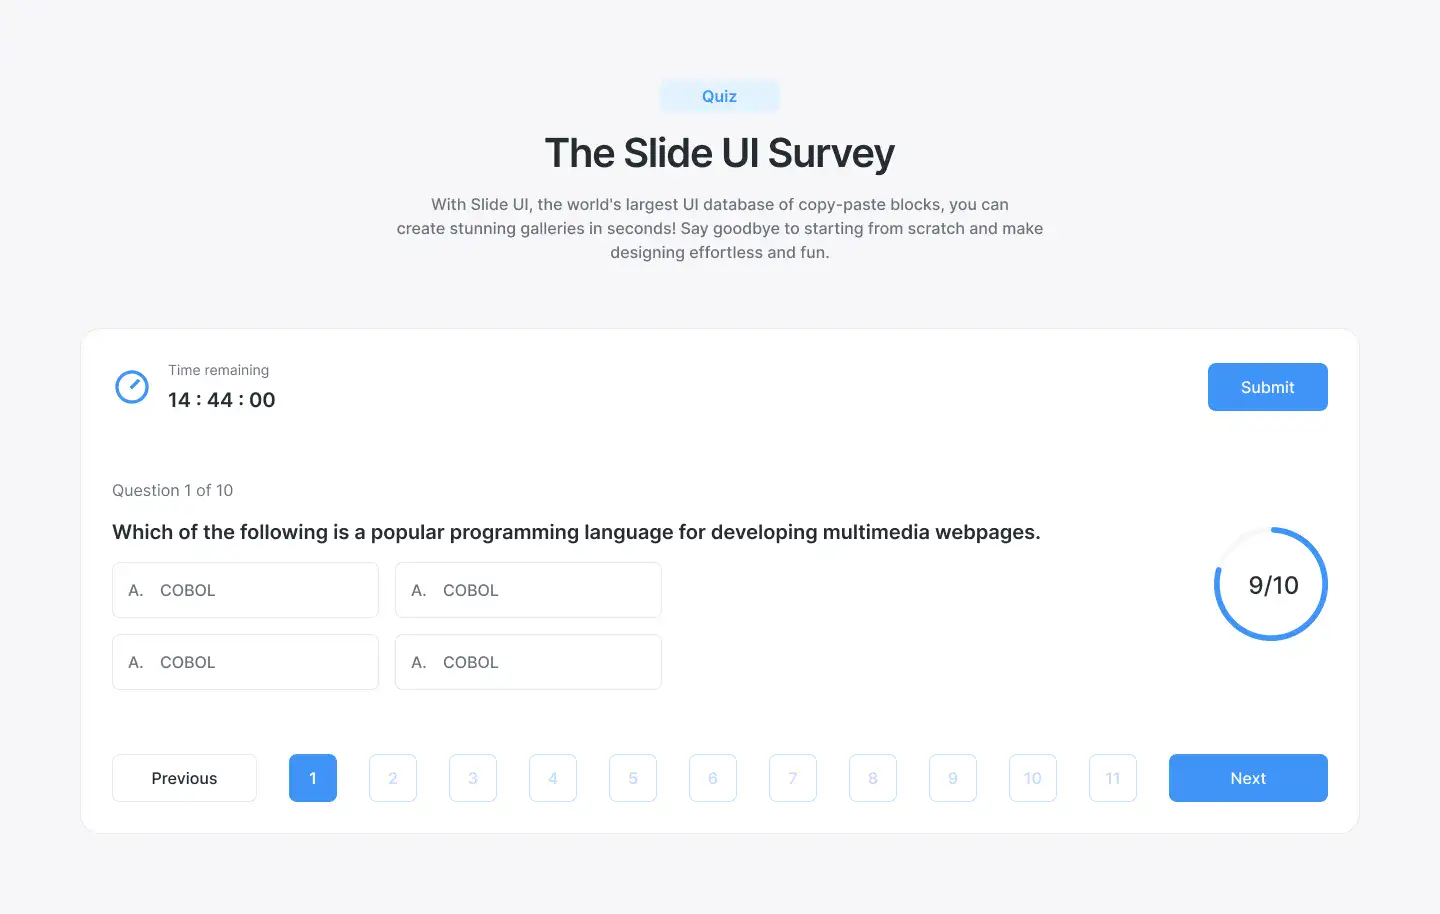 Quiz
The Slide UI Survey
With Slide UI, the world's largest UI database of copy-paste blocks, you can
create stunning galleries in seconds! Say goodbye to starting from scratch and make
designing effortless and fun.
Time remaining
14 : 44 : 00
Submit
Question 1 of 10
Which of the following is a popular programming language for developing multimedia webpages.
A. COBOL
A. COBOL
A. COBOL
A. COBOL
9/10
Previous
1
2
3
4
5
6
7
8
9
10
11
Next